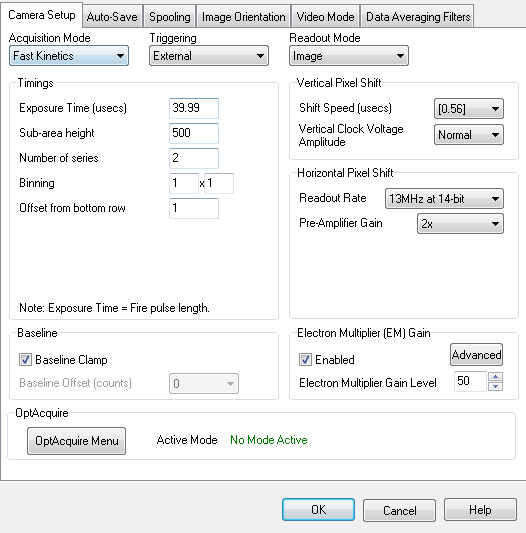 Camera Setup Auto-Save Spooling Image Orientation Video Mode Data Averaging Filters
Acquisition Mode Triggering Readout Mode
Fast Kinetics External Image
Timings
Exposure Time (usecs) 39.99
Sub-area height 500
Number of series 2
Binning 1 x 1
Offset from bottom row 1
Note: Exposure Time = Fire pulse length.
Vertical Pixel Shift
Shift Speed (usecs) [0.56]
Vertical Clock Voltage
Amplitude Normal
Horizontal Pixel Shift
Readout Rate 13MHz at 14-bit
Pre-Amplifier Gain 2x
Baseline
Baseline Clamp
Baseline Offset (counts) 0
Electron Multiplier (EM) Gain
Enabled Advanced
Electron Multiplier Gain Level 50
OptAcquire
OptAcquire Menu Active Mode No Mode Active
OK Cancel Help